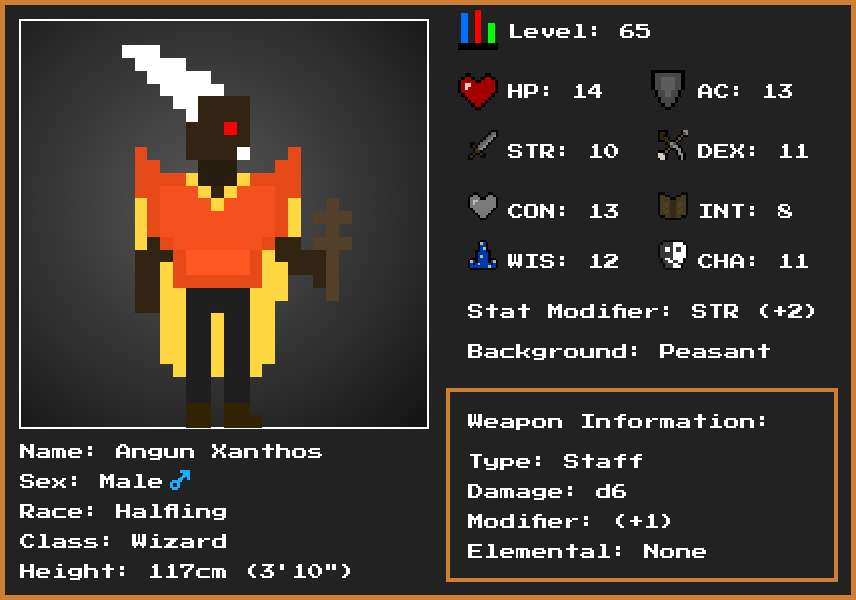 Level: 65
HP: 14 AC: 13
STR: 10 DEX: 11
CON: 13 INT: 8
WIS: 12 CHA: 11
Stat Modifier: STR (+2)
Background: Peasant
Weapon Information:
Type: Staff
Damage: d6
Modifier: (+1)
Elemental: None
Name: Angun Xanthos
Sex: Male♂
Race: Halfling
Class: Wizard
Height: 117cm (3'10")